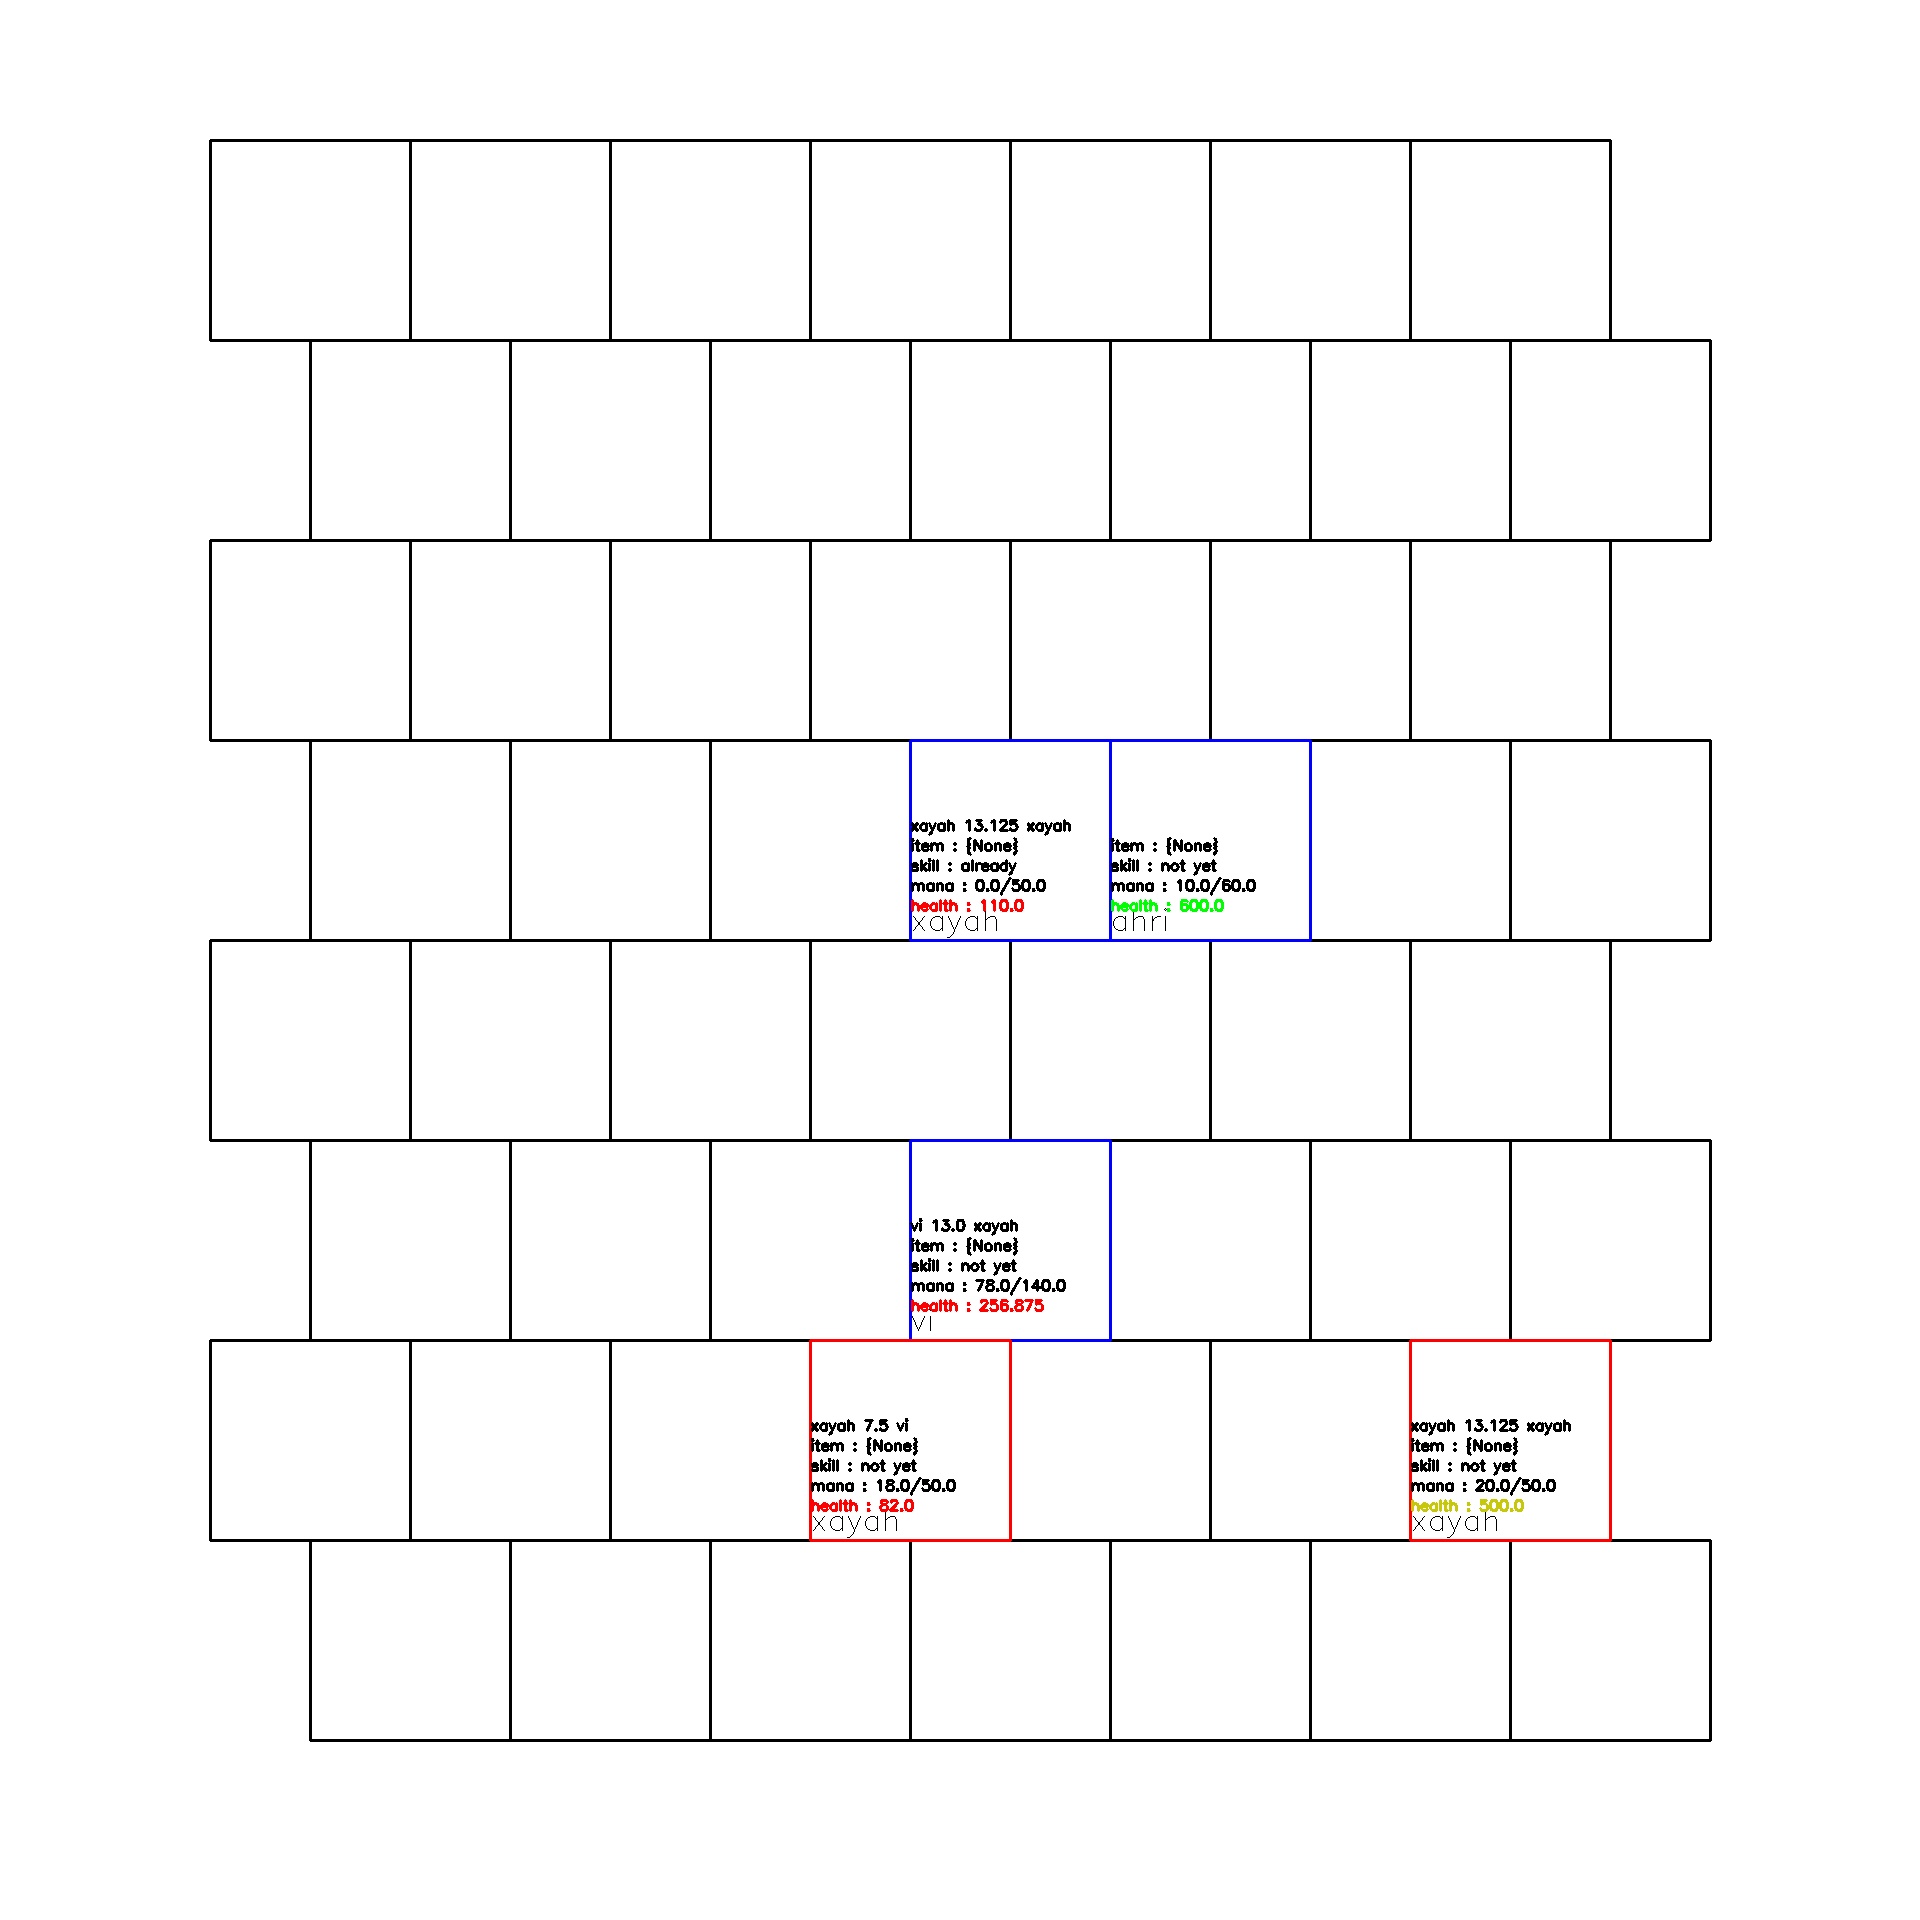 xayah 13.125 xayah
item : {None}
skill : already
mana : 0.0/50.0
health : 110.0
xayah
item : {None}
skill : not yet
mana : 10.0/60.0
health : 600.0
ahri
vi 13.0 xayah
item : {None}
skill : not yet
mana : 78.0/140.0
health : 256.875
vi
xayah 7.5 vi
item : {None}
skill : not yet
mana : 18.0/50.0
health : 82.0
xayah
xayah 13.125 xayah
item : {None}
skill : not yet
mana : 20.0/50.0
health : 500.0
xayah